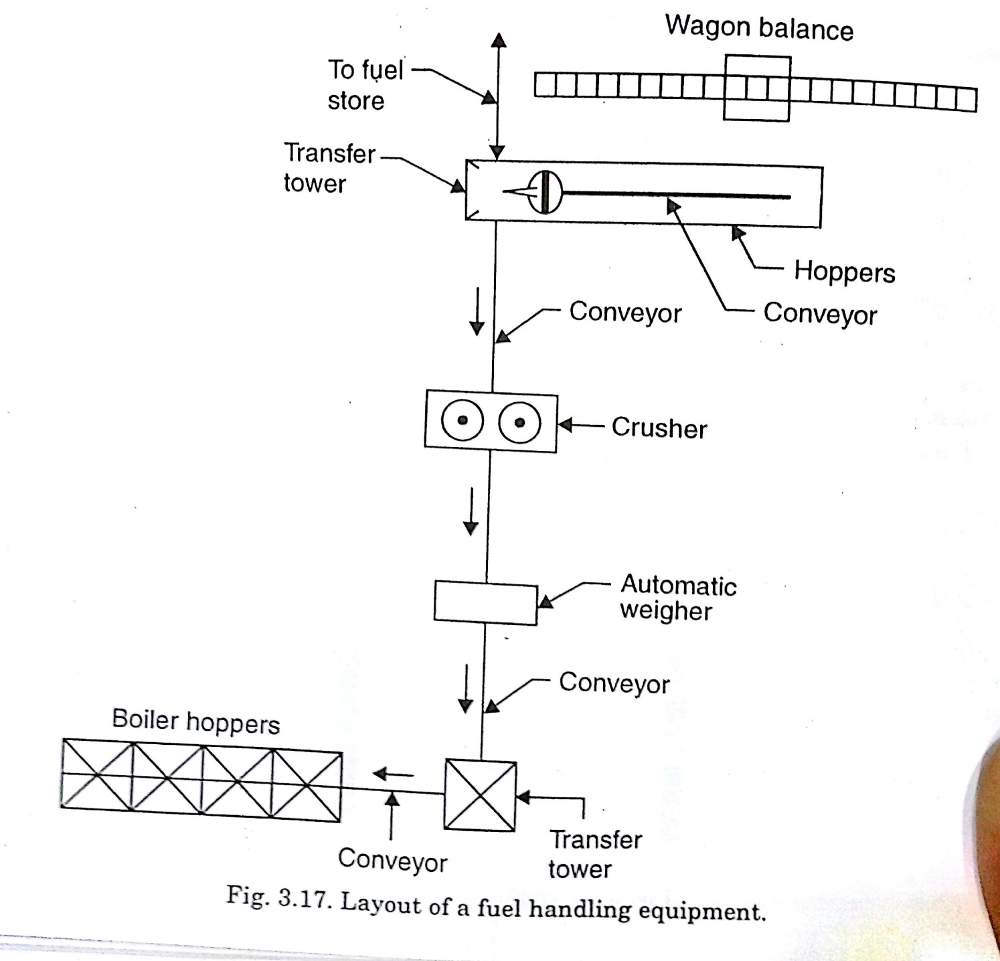 Wagon balance
To fuel
store
Transfer
tower
Hoppers
Conveyor
Conveyor
Crusher
Automatic
weigher
Conveyor
Boiler hoppers
Transfer
tower
Conveyor
Fig. 3.17. Layout of a fuel handling equipment.